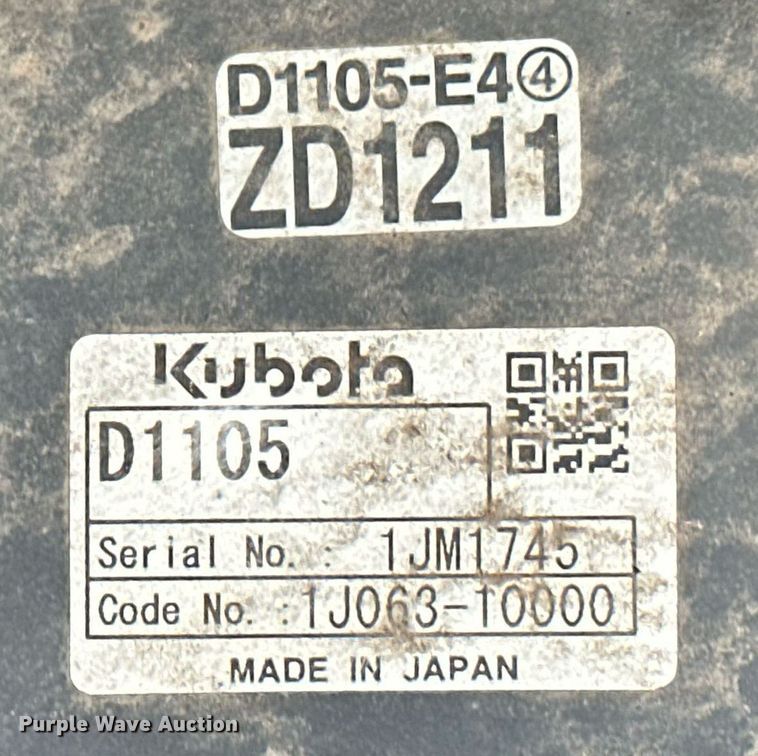 D1105-E4④
ZD1211
Kubota
D1105
Serial No. : 1JM1745
Code No. :1J063-10000
MADE IN JAPAN
Purple Wave Auction